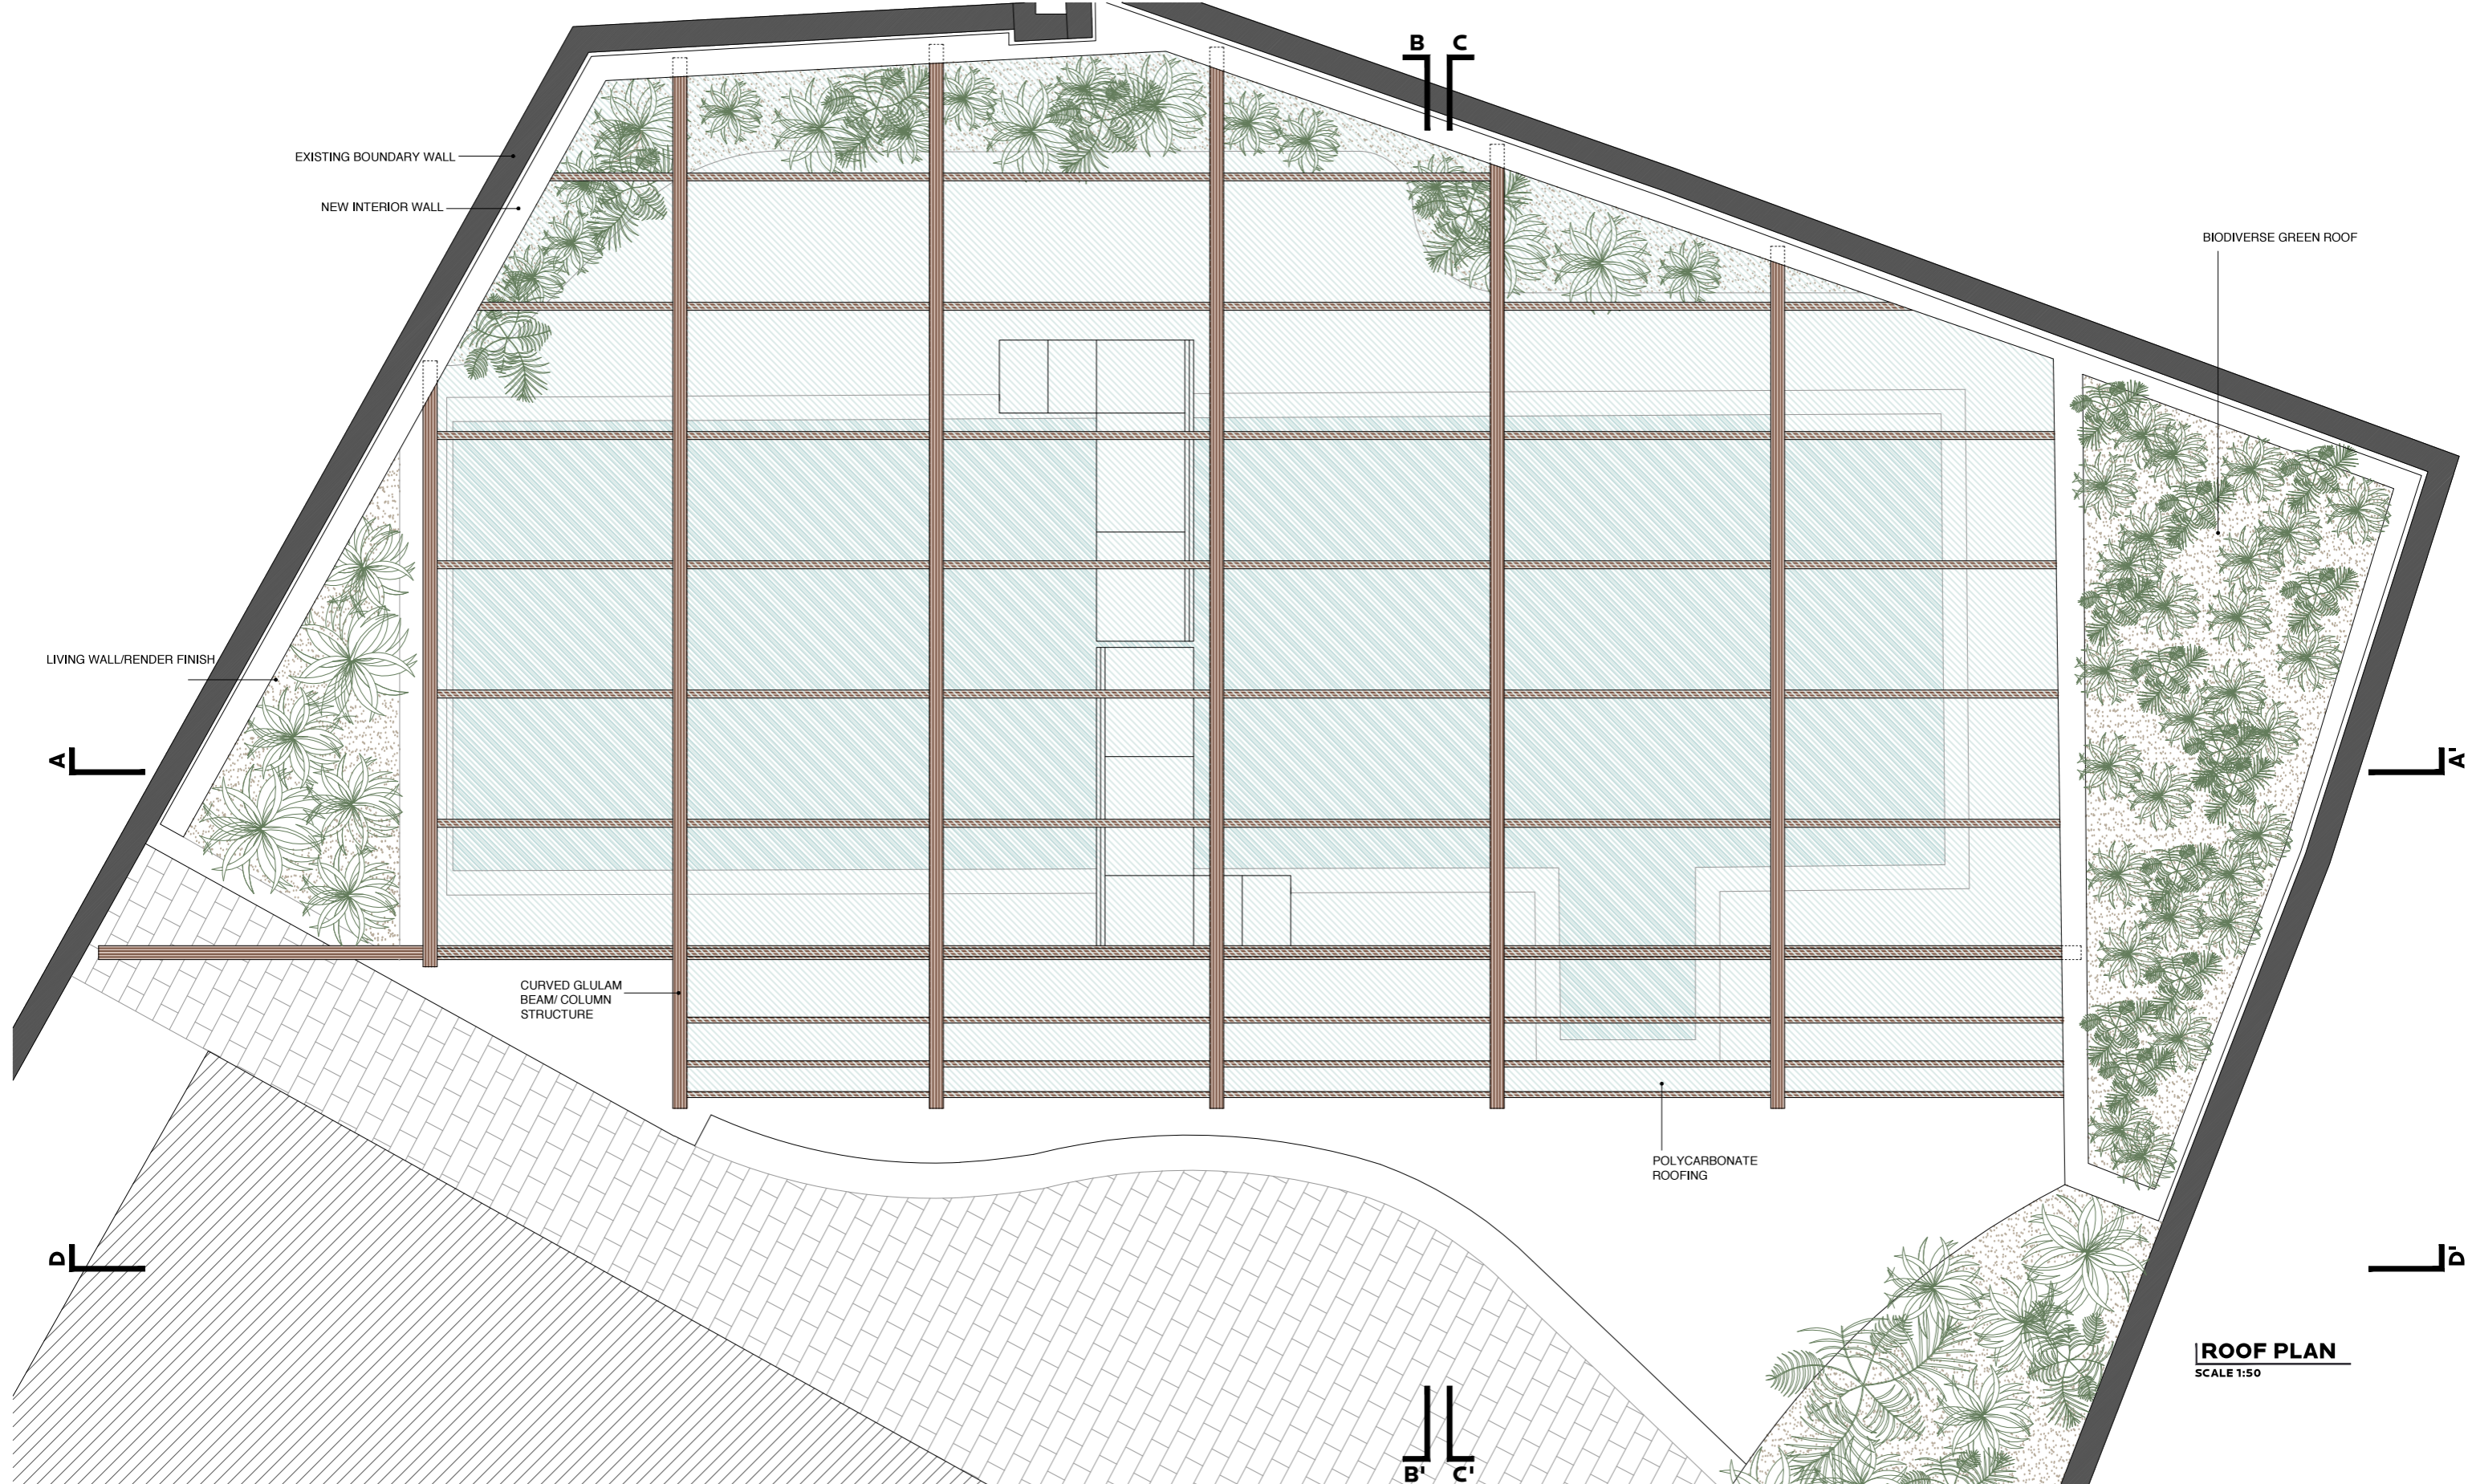 B C
EXISTING BOUNDARY WALL
NEW INTERIOR WALL
BIODIVERSE GREEN ROOF
LIVING WALL/RENDER FINISH
A
A'
CURVED GLULAM
BEAM/ COLUMN
STRUCTURE
POLYCARBONATE
ROOFING
D
D'
ROOF PLAN
SCALE 1:50
B' C'